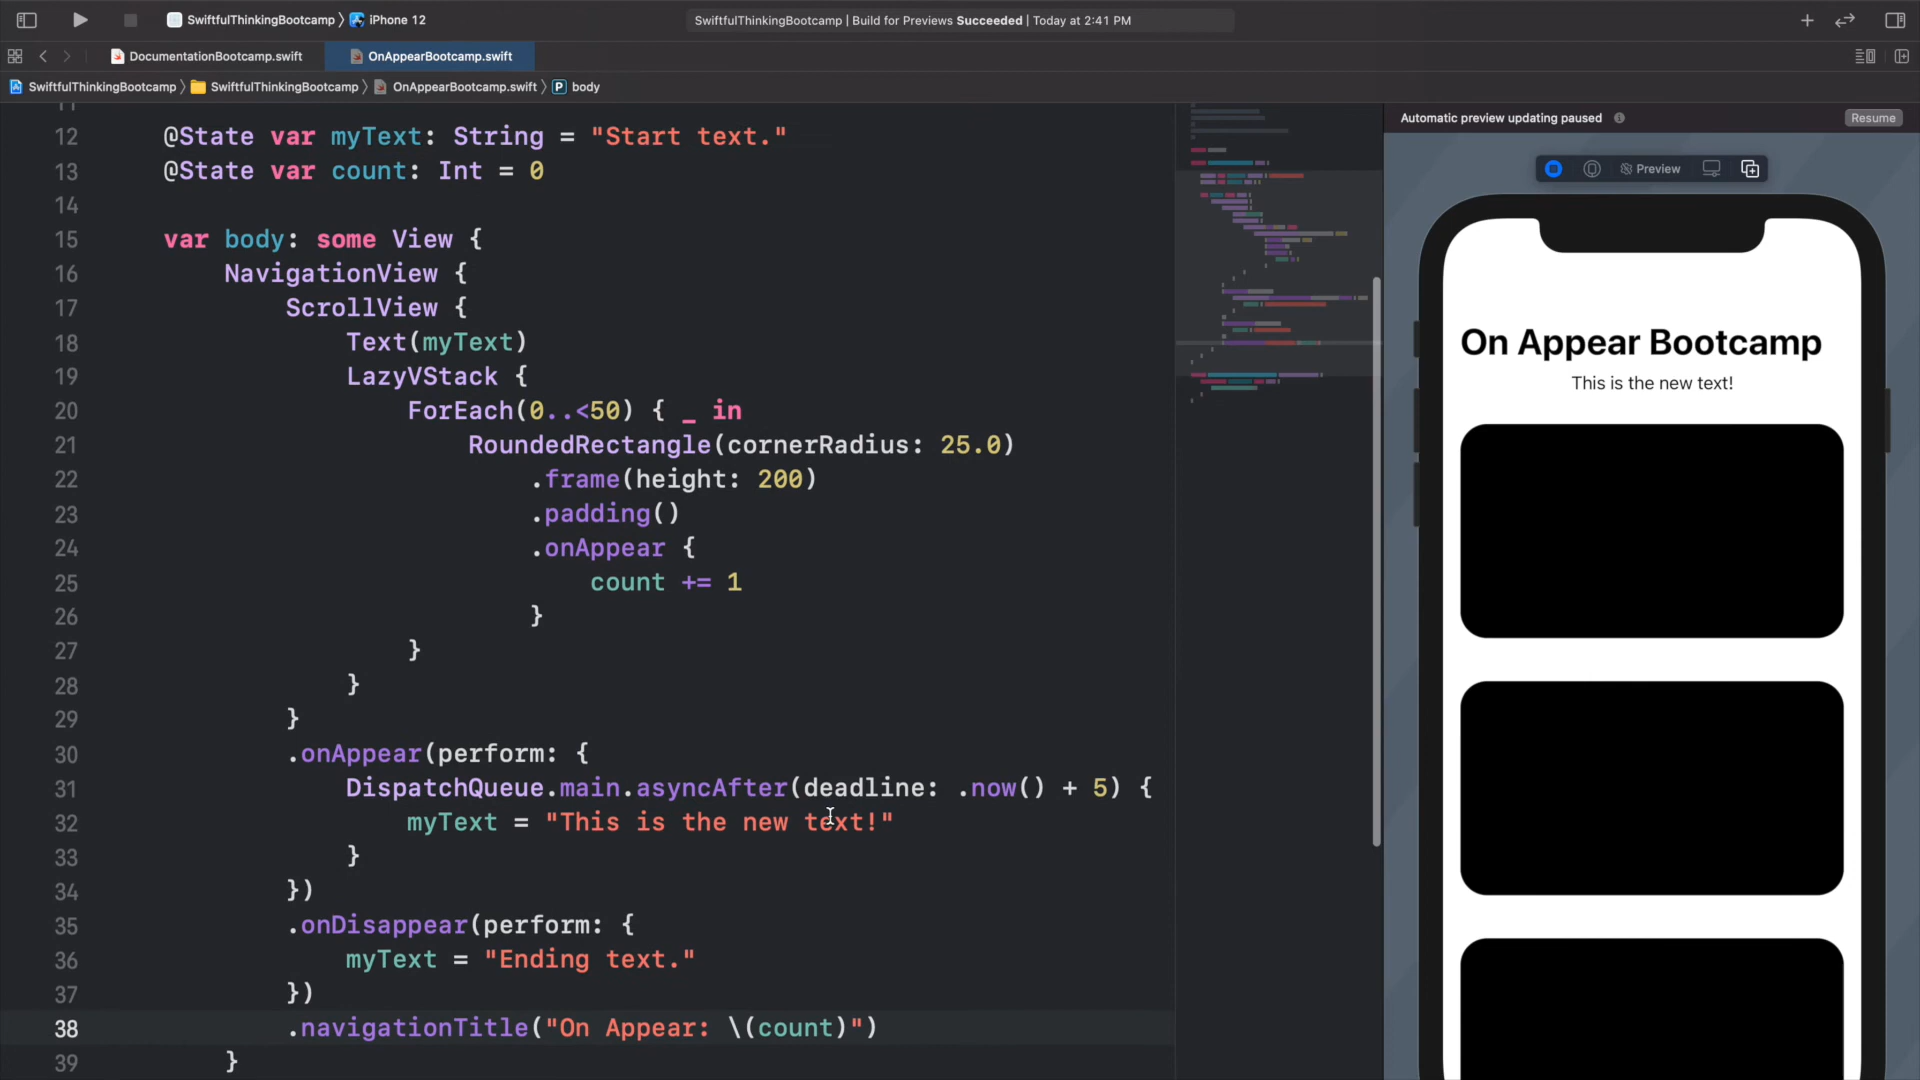 SwiftfulThinkingBootcamp 〉 iPhone 12
SwiftfulThinkingBootcamp | Build for Previews Succeeded | Today at 2:41 PM
DocumentationBootcamp.swift
OnAppearBootcamp.swift
SwiftfulThinkingBootcamp 〉 SwiftfulThinkingBootcamp 〉 OnAppearBootcamp.swift 〉 P body
11
12 @State var myText: String = "Start text."
13 @State var count: Int = 0
14
15 var body: some View {
16 NavigationView {
17 ScrollView {
18 Text(myText)
19 LazyVStack {
20 ForEach(0..<50) { _ in
21 RoundedRectangle(cornerRadius: 25.0)
22 .frame(height: 200)
23 .padding()
24 .onAppear {
25 count += 1
26 }
27 }
28 }
29 }
30 .onAppear(perform: {
31 DispatchQueue.main.asyncAfter(deadline: .now() + 5) {
32 myText = "This is the new text!"
33 }
34 })
35 .onDisappear(perform: {
36 myText = "Ending text."
37 })
38 .navigationTitle("On Appear: \(count)")
39 }
Automatic preview updating paused
Resume
Preview
On Appear Bootcamp
This is the new text!